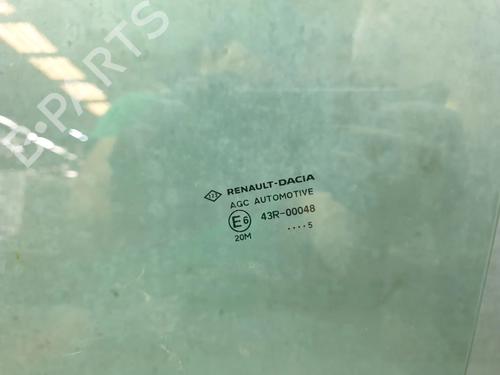 B-PARTS
RENAULT-DACIA
AGC AUTOMOTIVE
E6 43R-00048
20M ....5